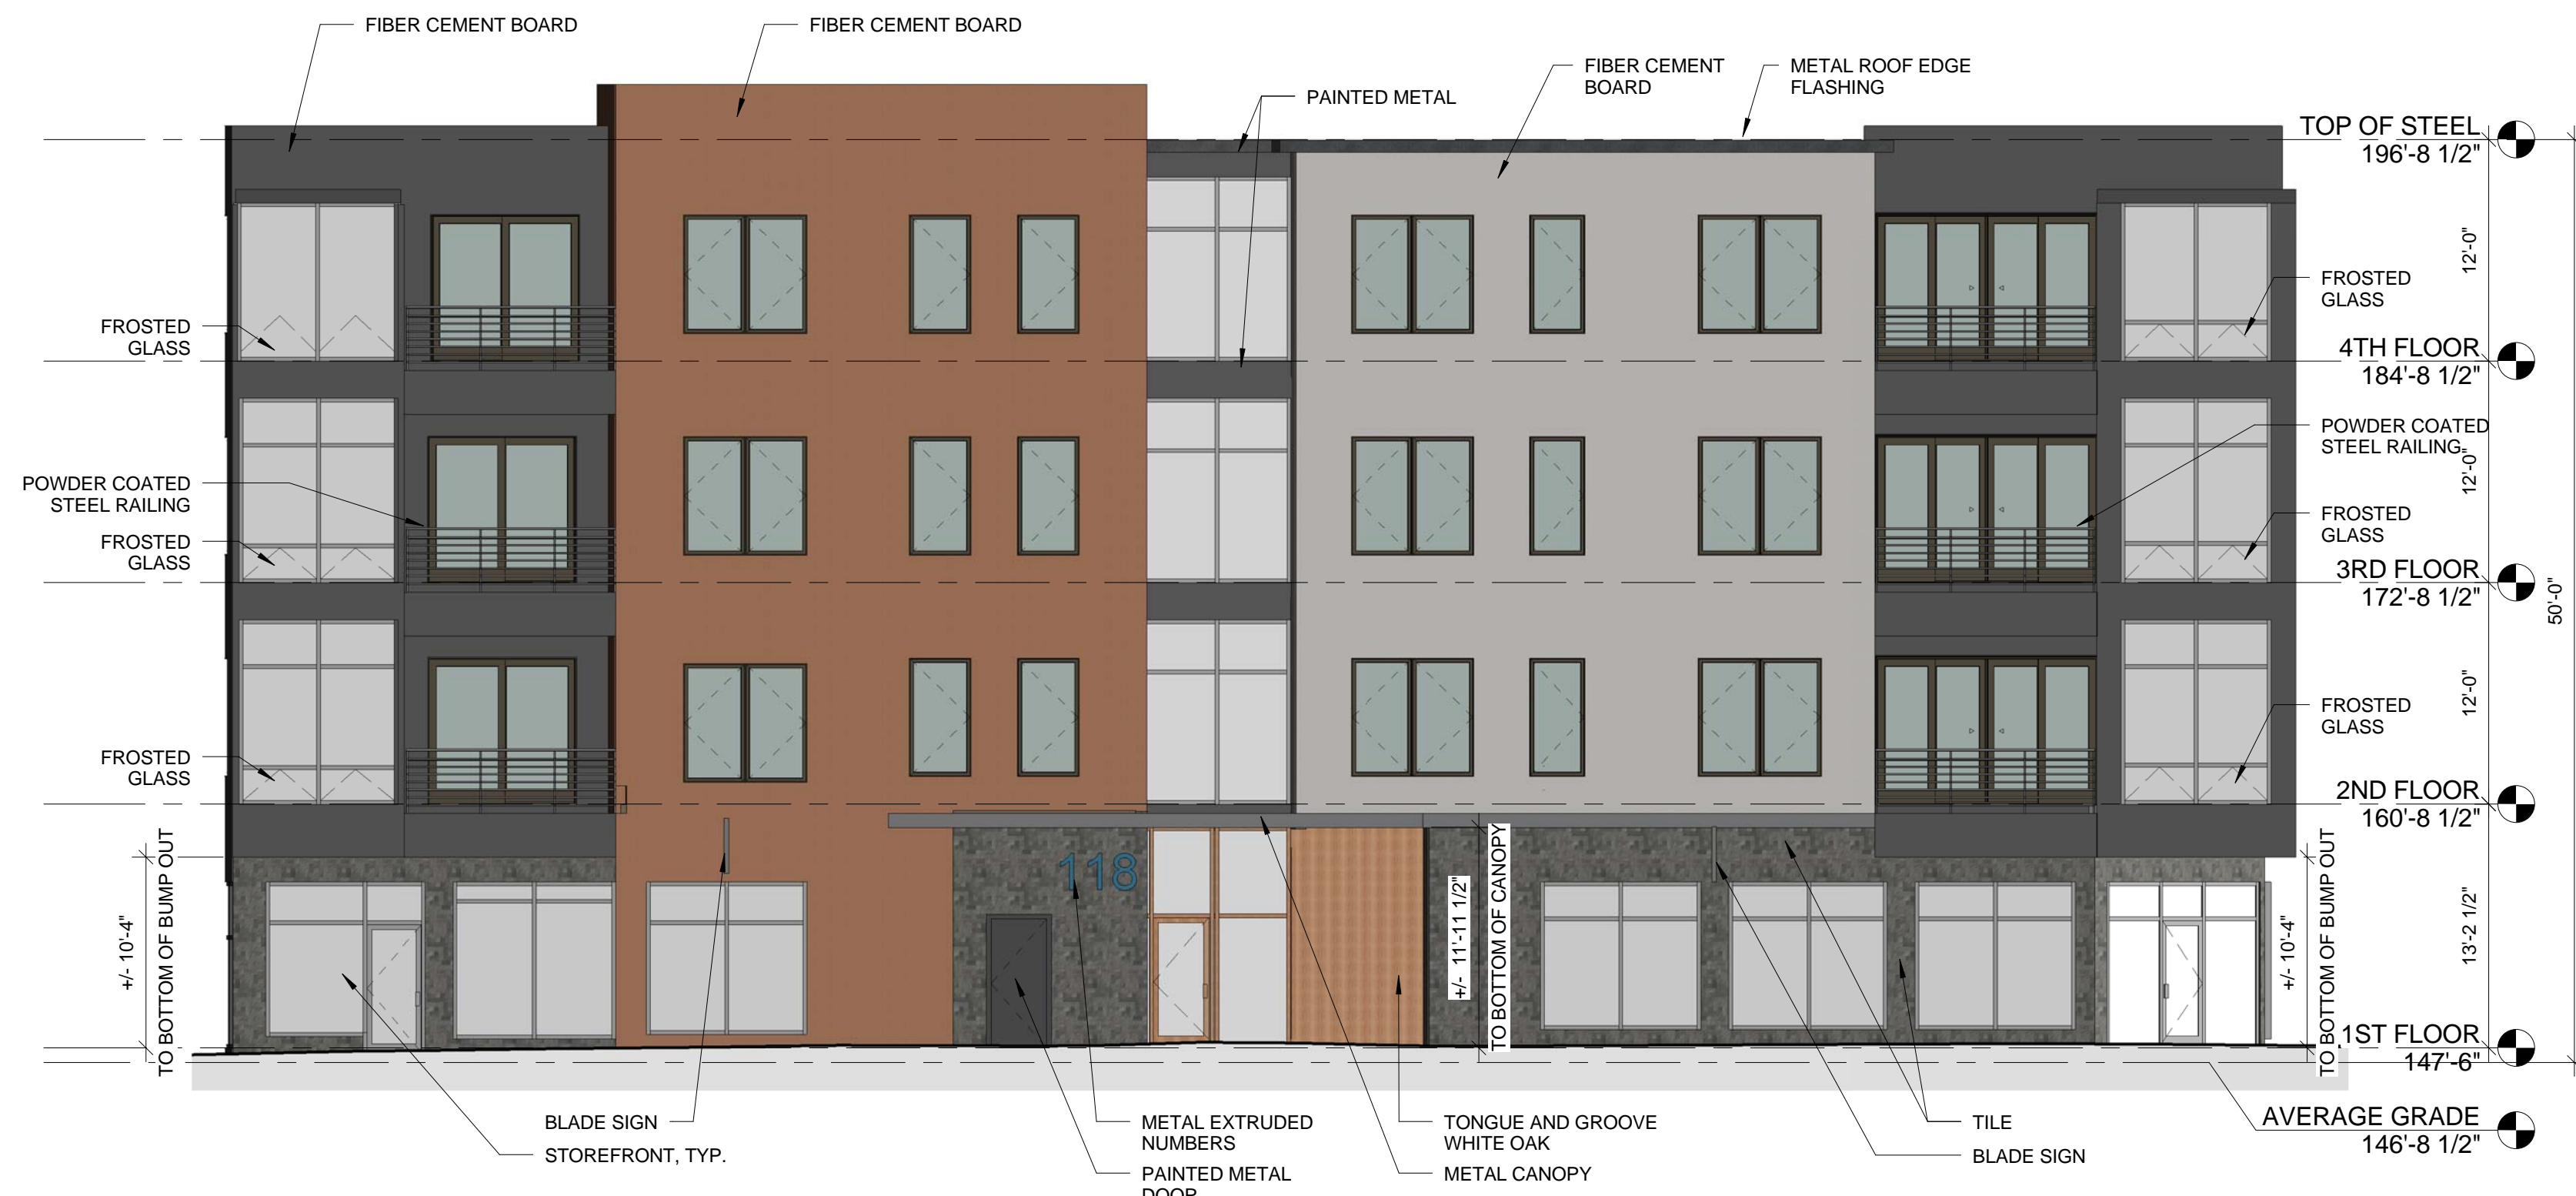 FIBER CEMENT BOARD
FIBER CEMENT BOARD
FIBER CEMENT
BOARD
METAL ROOF EDGE
FLASHING
PAINTED METAL
TOP OF STEEL
196'-8 1/2"
12'-0"
FROSTED
GLASS
FROSTED
GLASS
4TH FLOOR
184'-8 1/2"
POWDER COATED
STEEL RAILING
12'-0"
POWDER COATED
STEEL RAILING
FROSTED
GLASS
FROSTED
GLASS
3RD FLOOR
172'-8 1/2"
50'-0"
12'-0"
FROSTED
GLASS
FROSTED
GLASS
2ND FLOOR
160'-8 1/2"
+/- 10'-4"
TO BOTTOM OF BUMP OUT
118
+/- 11'-11 1/2"
TO BOTTOM OF CANOPY
+/- 10'-4"
TO BOTTOM OF BUMP OUT
13'-2 1/2"
1ST FLOOR
147'-6"
BLADE SIGN
STOREFRONT, TYP.
METAL EXTRUDED
NUMBERS
PAINTED METAL
DOOR
TONGUE AND GROOVE
WHITE OAK
METAL CANOPY
TILE
BLADE SIGN
AVERAGE GRADE
146'-8 1/2"